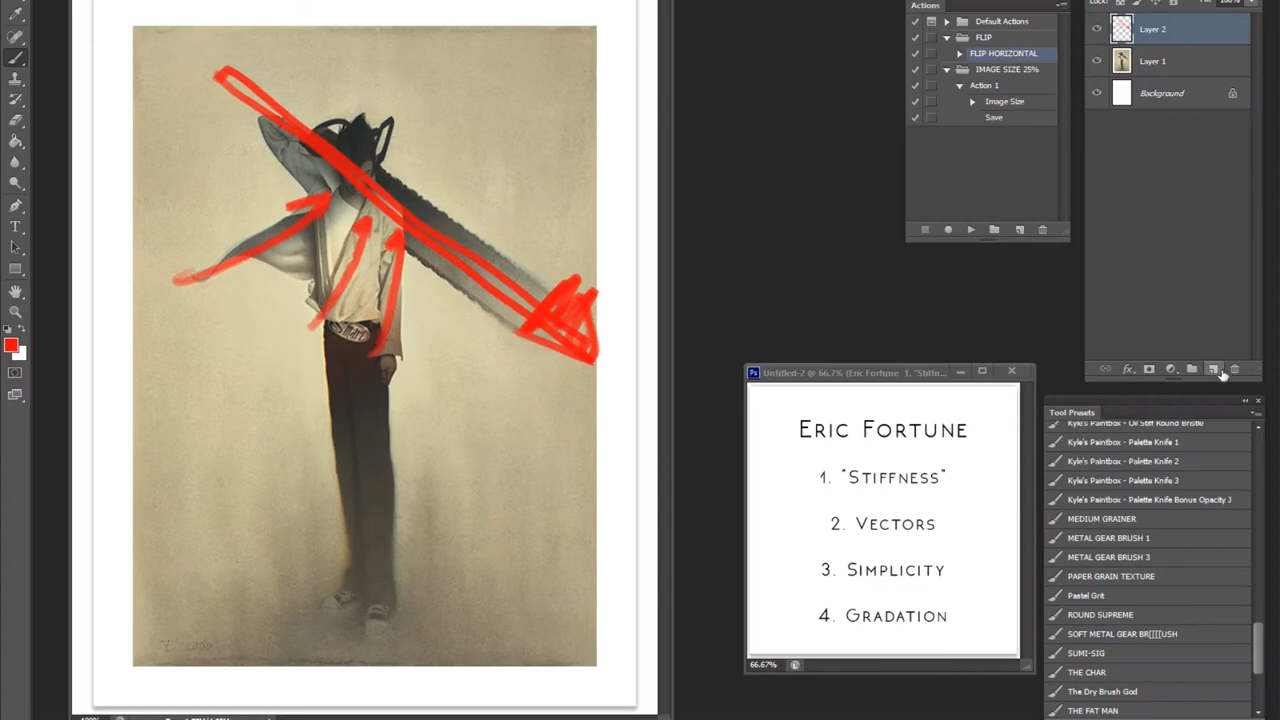 Actions
Default Actions
FLIP
FLIP HORIZONTAL
IMAGE SIZE 25%
Action 1
Image Size
Save
Lock:
100%
Layer 2
Layer 1
Background
fx
Untitled-2 @ 66.7% (Eric Fortune 1. "Stiffn...
Eric Fortune
1. "Stiffness"
2. Vectors
3. Simplicity
4. Gradation
66.67%
Tool Presets
Kyle's Paintbox - Oil Stiff Round Bristle
Kyle's Paintbox - Palette Knife 1
Kyle's Paintbox - Palette Knife 2
Kyle's Paintbox - Palette Knife 3
Kyle's Paintbox - Palette Knife Bonus Opacity J
MEDIUM GRAINER
METAL GEAR BRUSH 1
METAL GEAR BRUSH 3
PAPER GRAIN TEXTURE
Pastel Grit
ROUND SUPREME
SOFT METAL GEAR BR[[[[USH
SUMI-SIG
THE CHAR
The Dry Brush God
THE FAT MAN